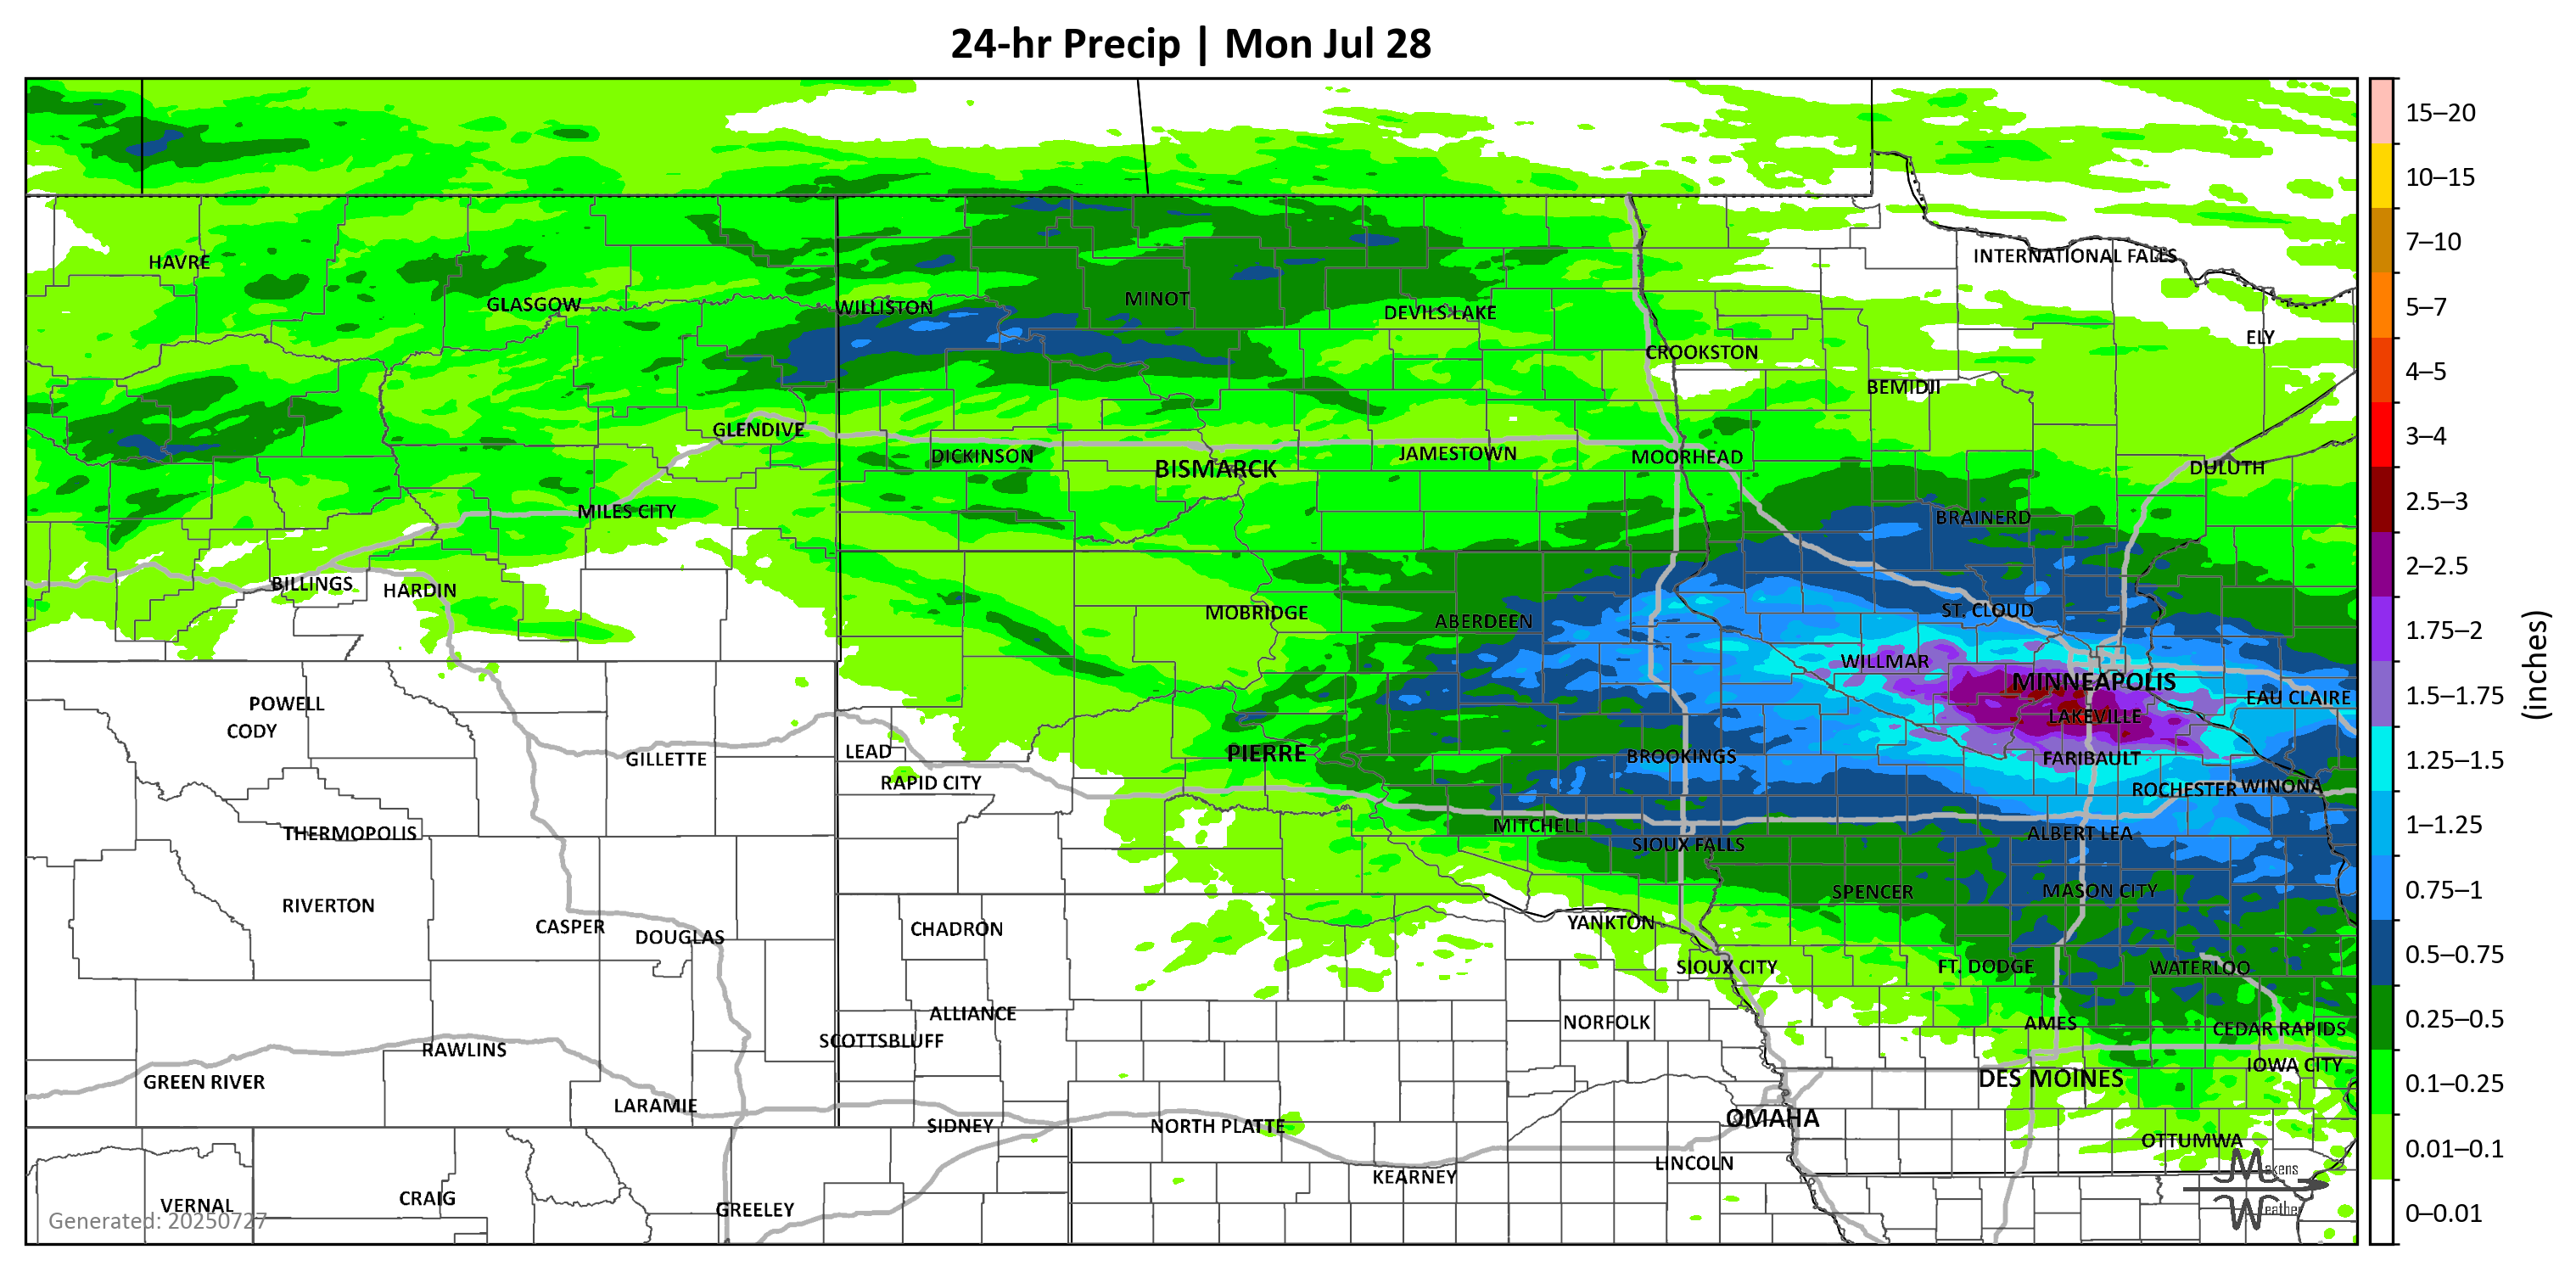 24-hr Precip | Mon Jul 28
HAVRE
GLASGOW
WILLISTON
MINOT
DEVILS LAKE
INTERNATIONAL FALLS
ELY
CROOKSTON
BEMIDJI
GLENDIVE
DICKINSON
BISMARCK
JAMESTOWN
MOORHEAD
DULUTH
MILES CITY
BRAINERD
BILLINGS
HARDIN
MOBRIDGE
ABERDEEN
ST. CLOUD
WILLMAR
MINNEAPOLIS
EAU CLAIRE
LAKEVILLE
POWELL
CODY
GILLETTE
LEAD
RAPID CITY
PIERRE
BROOKINGS
FARIBAULT
ROCHESTER
WINONA
THERMOPOLIS
MITCHELL
SIOUX FALLS
ALBERT LEA
RIVERTON
CASPER
DOUGLAS
CHADRON
YANKTON
SPENCER
MASON CITY
SIOUX CITY
FT. DODGE
WATERLOO
ALLIANCE
SCOTTSBLUFF
NORFOLK
AMES
CEDAR RAPIDS
RAWLINS
GREEN RIVER
LARAMIE
IOWA CITY
DES MOINES
SIDNEY
NORTH PLATTE
OMAHA
OTTUMWA
KEARNEY
LINCOLN
VERNAL
CRAIG
GREELEY
Generated: 20250727
Makens
Weather
15–20
10–15
7–10
5–7
4–5
3–4
2.5–3
2–2.5
1.75–2
1.5–1.75
1.25–1.5
1–1.25
0.75–1
0.5–0.75
0.25–0.5
0.1–0.25
0.01–0.1
0–0.01
(inches)